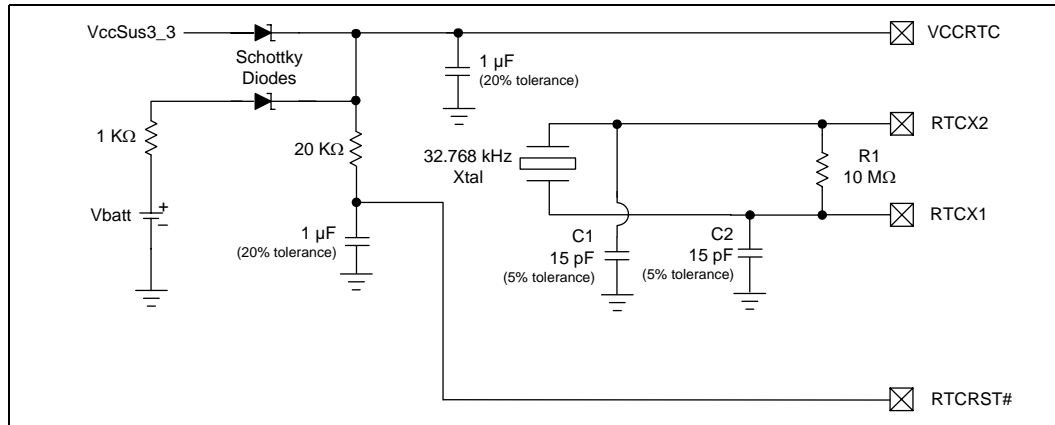 VccSus3_3
Schottky
Diodes
1 µF
(20% tolerance)
VCCRTC
1 KΩ
20 KΩ
32.768 kHz
Xtal
RTCX2
R1
10 MΩ
RTCX1
Vbatt
+
–
1 µF
(20% tolerance)
C1
15 pF
(5% tolerance)
C2
15 pF
(5% tolerance)
RTCRST#